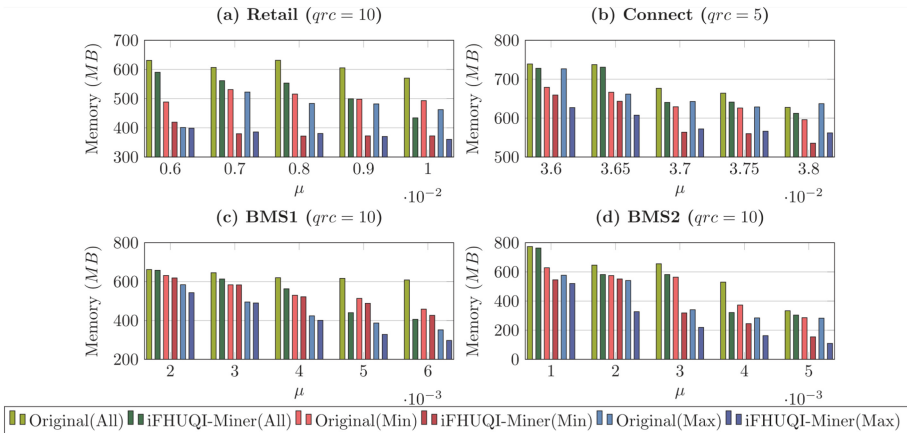 (a) Retail (qrc = 10)
Memory (MB)
700
600
500
400
300
0.6 0.7 0.8 0.9 1
μ
·10⁻²
(b) Connect (qrc = 5)
Memory (MB)
800
700
600
500
3.6 3.65 3.7 3.75 3.8
μ
·10⁻²
(c) BMS1 (qrc = 10)
Memory (MB)
800
600
400
200
2 3 4 5 6
μ
·10⁻³
(d) BMS2 (qrc = 10)
Memory (MB)
800
600
400
200
0
1 2 3 4 5
μ
·10⁻³
Original(All) iFHUQI-Miner(All) Original(Min) iFHUQI-Miner(Min) Original(Max) iFHUQI-Miner(Max)